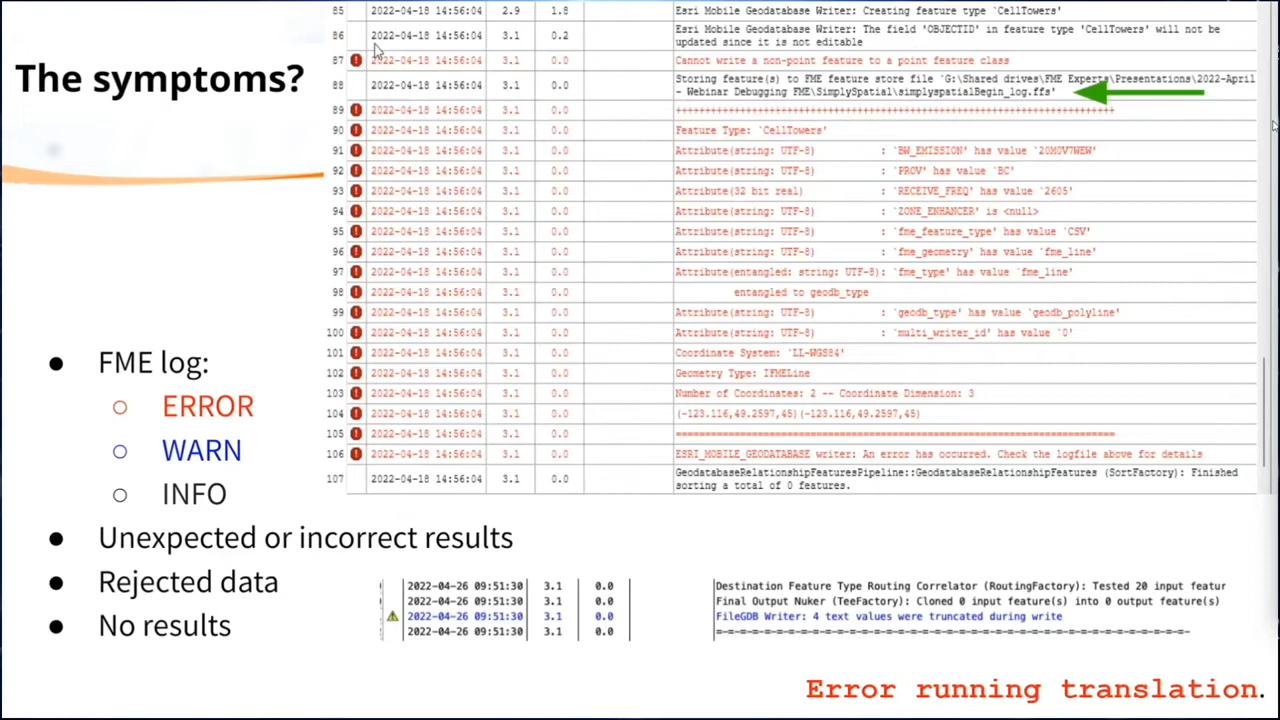 The symptoms?
● FME log:
○ ERROR
○ WARN
○ INFO
● Unexpected or incorrect results
● Rejected data
● No results
85 2022-04-18 14:56:04 2.9 1.8 Esri Mobile Geodatabase Writer: Creating feature type `CellTowers'
86 2022-04-18 14:56:04 3.1 0.2 Esri Mobile Geodatabase Writer: The field 'OBJECTID' in feature type 'CellTowers' will not be
updated since it is not editable
87 2022-04-18 14:56:04 3.1 0.0 Cannot write a non-point feature to a point feature class
88 2022-04-18 14:56:04 3.1 0.0 Storing feature(s) to FME feature store file `G:\Shared drives\FME Experts\Presentations\2022-April
- Webinar Debugging FME\SimplySpatial\simplyspatialBegin_log.ffs'
89 2022-04-18 14:56:04 3.1 0.0 +++++++++++++++++++++++++++++++++++++++++++++++++++++++++++++++++++++++++++
90 2022-04-18 14:56:04 3.1 0.0 Feature Type: `CellTowers'
91 2022-04-18 14:56:04 3.1 0.0 Attribute(string: UTF-8) : `BW_EMISSION' has value `20M0V7WEW'
92 2022-04-18 14:56:04 3.1 0.0 Attribute(string: UTF-8) : `PROV' has value `BC'
93 2022-04-18 14:56:04 3.1 0.0 Attribute(32 bit real) : `RECEIVE_FREQ' has value `2605'
94 2022-04-18 14:56:04 3.1 0.0 Attribute(string: UTF-8) : `ZONE_ENHANCER' is <null>
95 2022-04-18 14:56:04 3.1 0.0 Attribute(string: UTF-8) : `fme_feature_type' has value `CSV'
96 2022-04-18 14:56:04 3.1 0.0 Attribute(string: UTF-8) : `fme_geometry' has value `fme_line'
97 2022-04-18 14:56:04 3.1 0.0 Attribute(entangled: string: UTF-8): `fme_type' has value `fme_line'
98 2022-04-18 14:56:04 3.1 0.0 entangled to geodb_type
99 2022-04-18 14:56:04 3.1 0.0 Attribute(string: UTF-8) : `geodb_type' has value `geodb_polyline'
100 2022-04-18 14:56:04 3.1 0.0 Attribute(string: UTF-8) : `multi_writer_id' has value `0'
101 2022-04-18 14:56:04 3.1 0.0 Coordinate System: `LL-WGS84'
102 2022-04-18 14:56:04 3.1 0.0 Geometry Type: IFMELine
103 2022-04-18 14:56:04 3.1 0.0 Number of Coordinates: 2 -- Coordinate Dimension: 3
104 2022-04-18 14:56:04 3.1 0.0 (-123.116,49.2597,45)(-123.116,49.2597,45)
105 2022-04-18 14:56:04 3.1 0.0 ===========================================================================
106 2022-04-18 14:56:04 3.1 0.0 ESRI_MOBILE_GEODATABASE writer: An error has occurred. Check the logfile above for details
107 2022-04-18 14:56:04 3.1 0.0 GeodatabaseRelationshipFeaturesPipeline::GeodatabaseRelationshipFeatures (SortFactory): Finished
sorting a total of 0 features.
2022-04-26 09:51:30 3.1 0.0 Destination Feature Type Routing Correlator (RoutingFactory): Tested 20 input featur
2022-04-26 09:51:30 3.1 0.0 Final Output Nuker (TeeFactory): Cloned 0 input feature(s) into 0 output feature(s)
2022-04-26 09:51:30 3.1 0.0 FileGDB Writer: 4 text values were truncated during write
2022-04-26 09:51:30 3.1 0.0 =-=-=-=-=-=-=-=-=-=-=-=-=-=-=-=-=-=-=-=-=-=-=-=-=-=-=-=-=-=-=-=-=-=-=-=-=-=-=-
Error running translation.